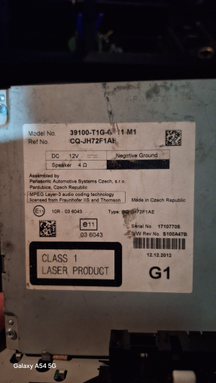 Model No. 39100-T1G- M1
Ref No. CQ-JH72F1A
DC 12V Negative Ground
Speaker 4 Ω
Assembled by
Panasonic Automotive Systems Czech, s.r.o.
Pardubice, Czech Republic
MPEG Layer-3 audio coding technology
licensed from Fraunhofer IIS and Thomson
Made in Czech Republic
10R - 03 6043
Type CQ-JH72F1AE
e11
03 6043
Serial No. 17137708
S/W Rev No.
CLASS 1
LASER PRODUCT
12.12.2012
G1
Galaxy A54 5G